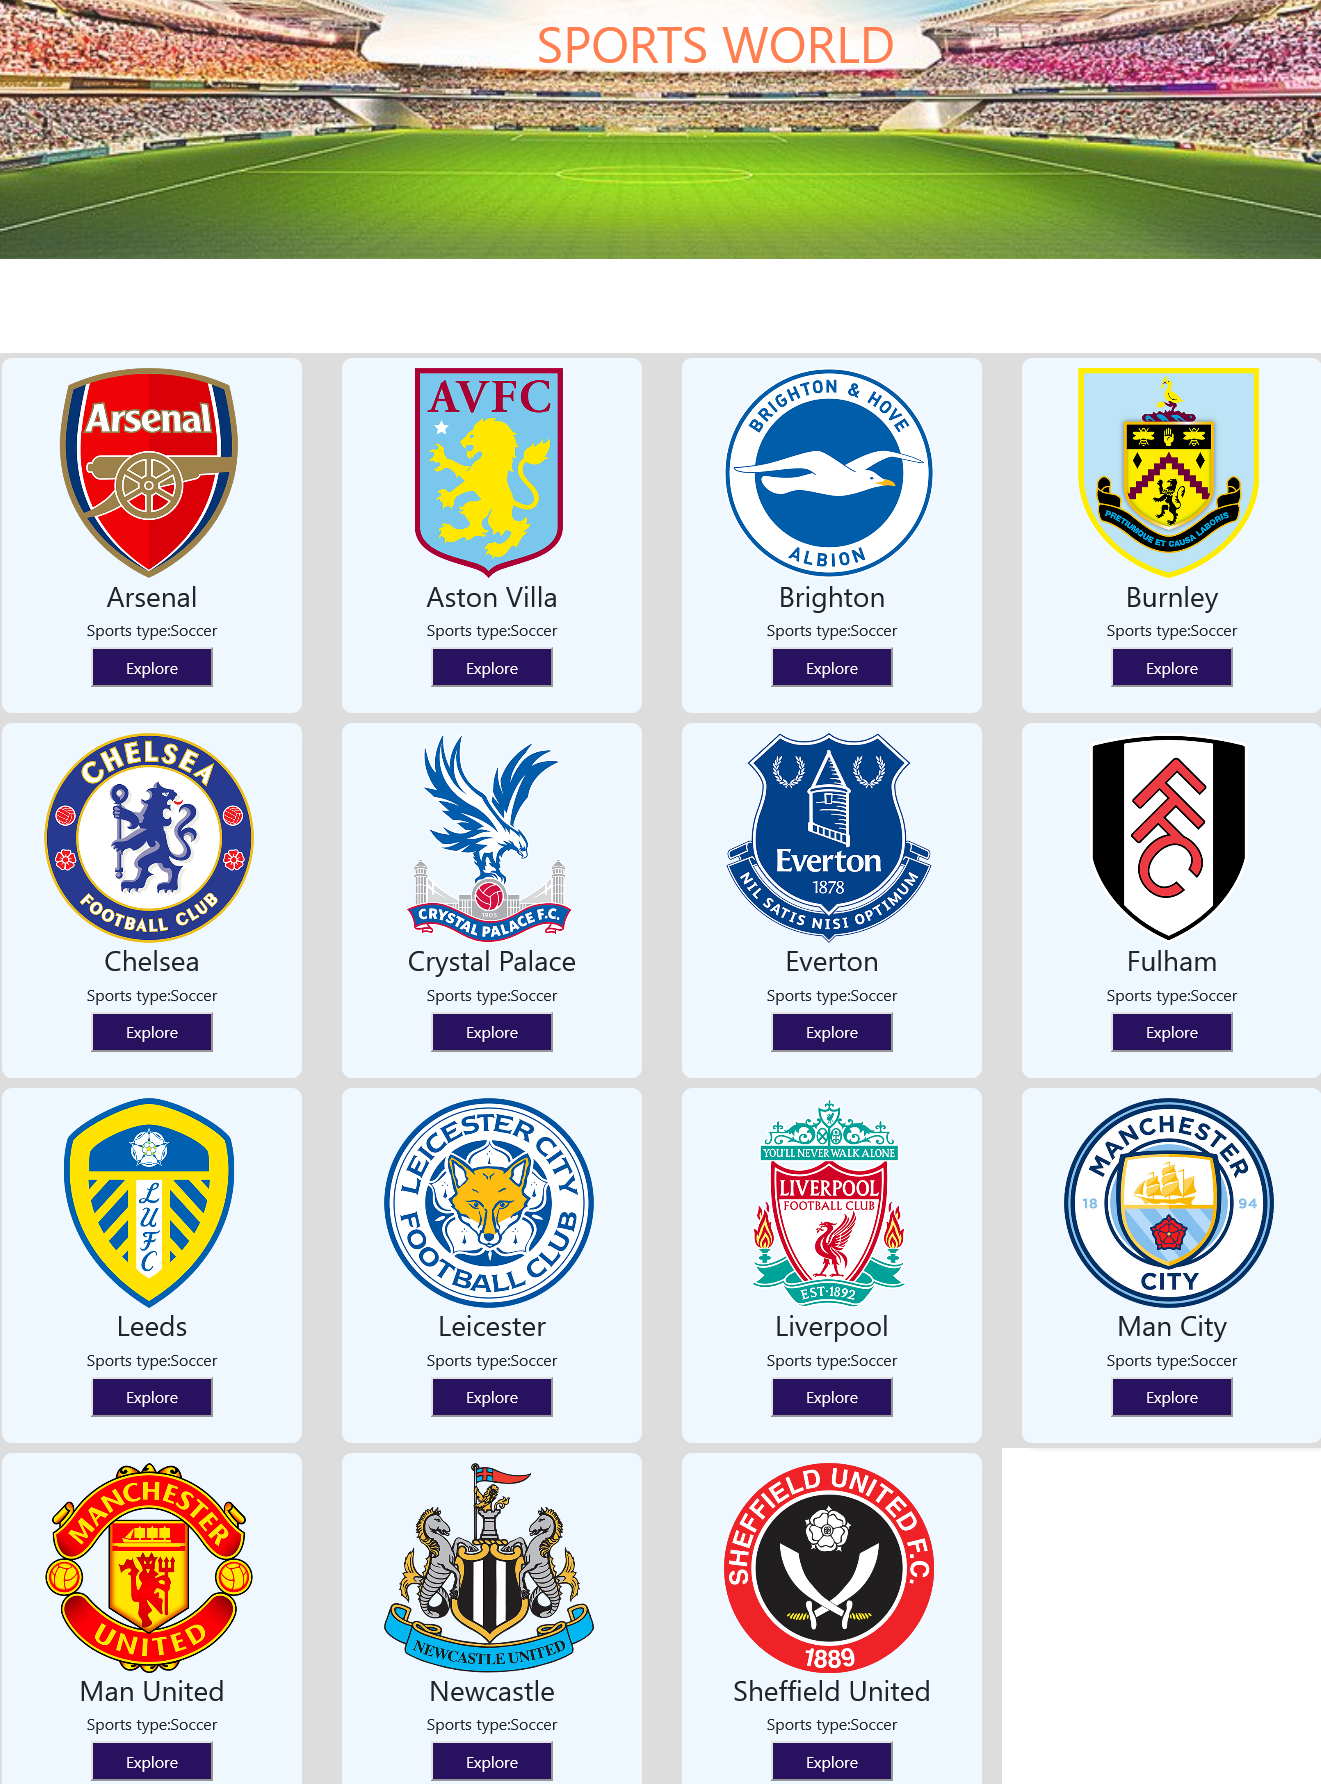 SPORTS WORLD
Arsenal
AVFC
BRIGHTON & HOVE
ALBION
PRETIUMQUE ET CAUSA LABORIS
Arsenal
Aston Villa
Brighton
Burnley
Sports type:Soccer
Sports type:Soccer
Sports type:Soccer
Sports type:Soccer
Explore
Explore
Explore
Explore
CHELSEA
FOOTBALL CLUB
1905
CRYSTAL PALACE F.C.
Everton
1878
NIL SATIS NISI OPTIMUM
FFC
Chelsea
Crystal Palace
Everton
Fulham
Sports type:Soccer
Sports type:Soccer
Sports type:Soccer
Sports type:Soccer
Explore
Explore
Explore
Explore
LUFC
LEICESTER CITY
FOOTBALL CLUB
YOU'LL NEVER WALK ALONE
LIVERPOOL
FOOTBALL CLUB
EST·1892
MANCHESTER
18 94
CITY
Leeds
Leicester
Liverpool
Man City
Sports type:Soccer
Sports type:Soccer
Sports type:Soccer
Sports type:Soccer
Explore
Explore
Explore
Explore
MANCHESTER
UNITED
NEWCASTLE UNITED
SHEFFIELD UNITED F.C.
1889
Man United
Newcastle
Sheffield United
Sports type:Soccer
Sports type:Soccer
Sports type:Soccer
Explore
Explore
Explore